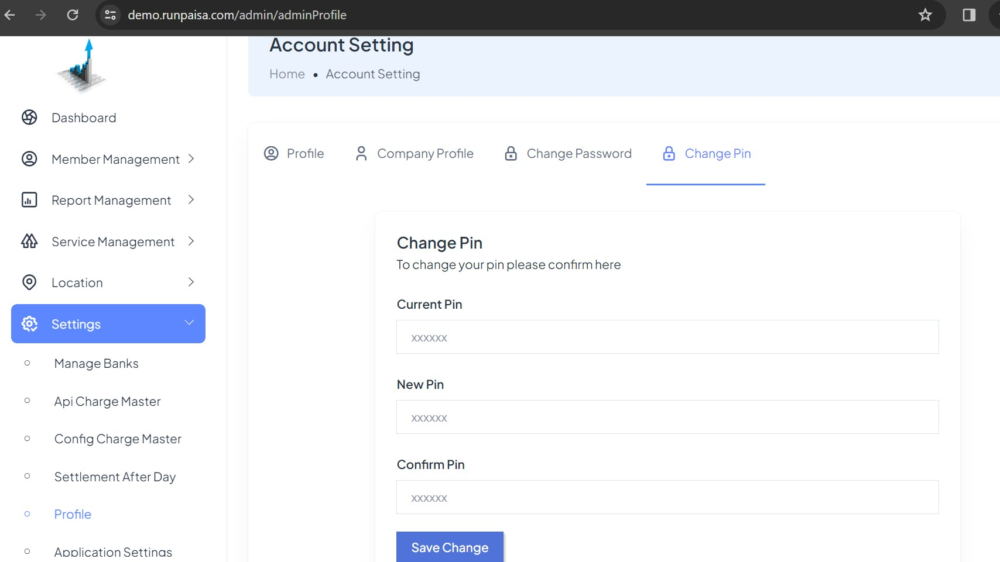 demo.runpaisa.com/admin/adminProfile
Account Setting
Home • Account Setting
Dashboard
Member Management
Report Management
Service Management
Location
Settings
Manage Banks
Api Charge Master
Config Charge Master
Settlement After Day
Profile
Application Settings
Profile
Company Profile
Change Password
Change Pin
Change Pin
To change your pin please confirm here
Current Pin
xxxxxx
New Pin
xxxxxx
Confirm Pin
xxxxxx
Save Change